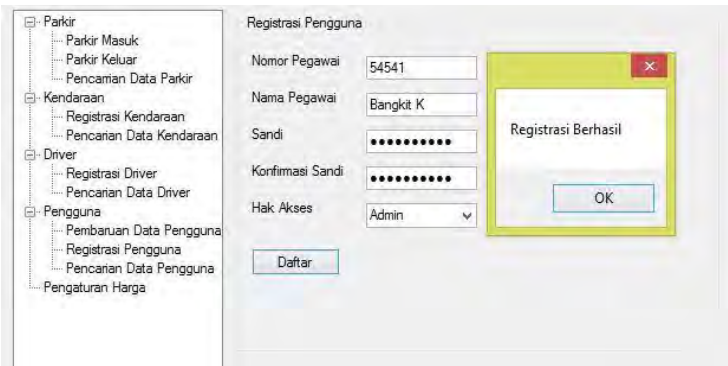 Parkir
Parkir Masuk
Parkir Keluar
Pencarrian Data Parkir
Kendaraan
Registrasi Kendaraan
Pencarian Data Kendaraan
Driver
Registrasi Driver
Pencarian Data Driver
Pengguna
Pembaruan Data Pengguna
Registrasi Pengguna
Pencarian Data Pengguna
Pengaturan Harga
Registrasi Pengguna
Nomor Pegawai 54541
Nama Pegawai Bangkit K
Sandi ●●●●●●●●●●
Konfirmasi Sandi ●●●●●●●●●●
Hak Akses Admin
Daftar
Registrasi Berhasil
OK